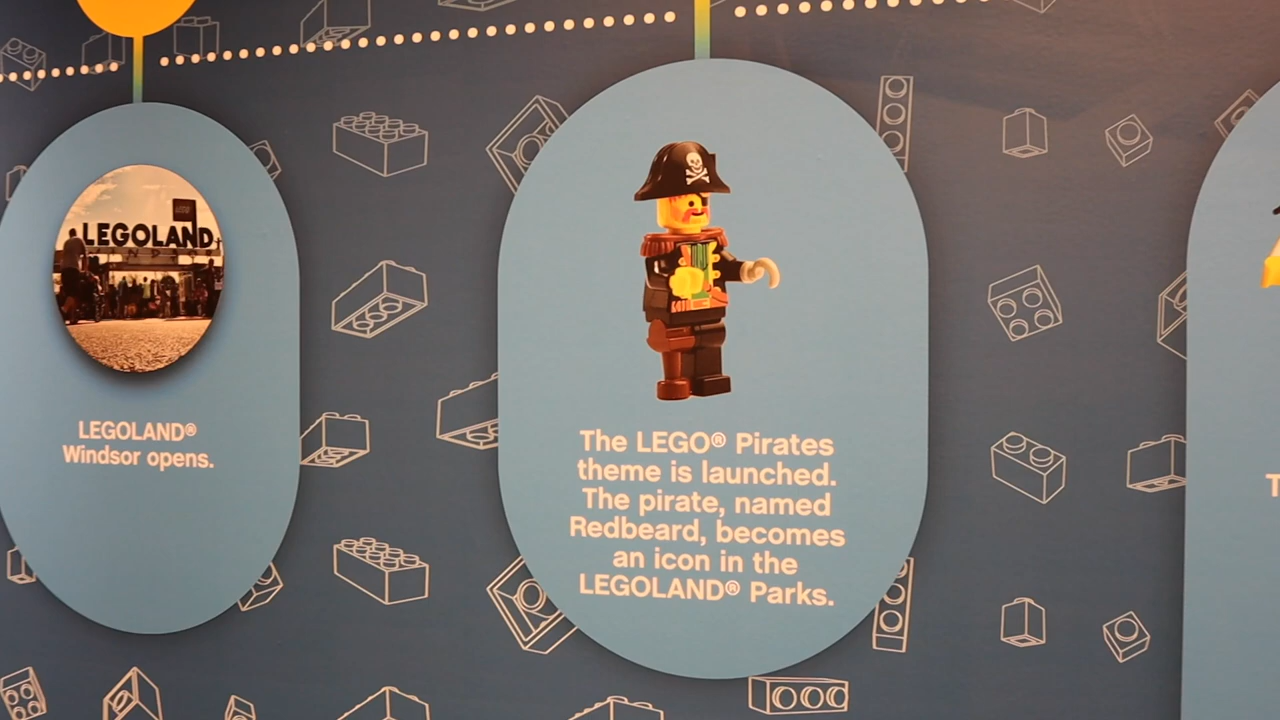 LEGOLAND
WINDSOR
LEGOLAND®
Windsor opens.
The LEGO® Pirates
theme is launched.
The pirate, named
Redbeard, becomes
an icon in the
LEGOLAND® Parks.
T